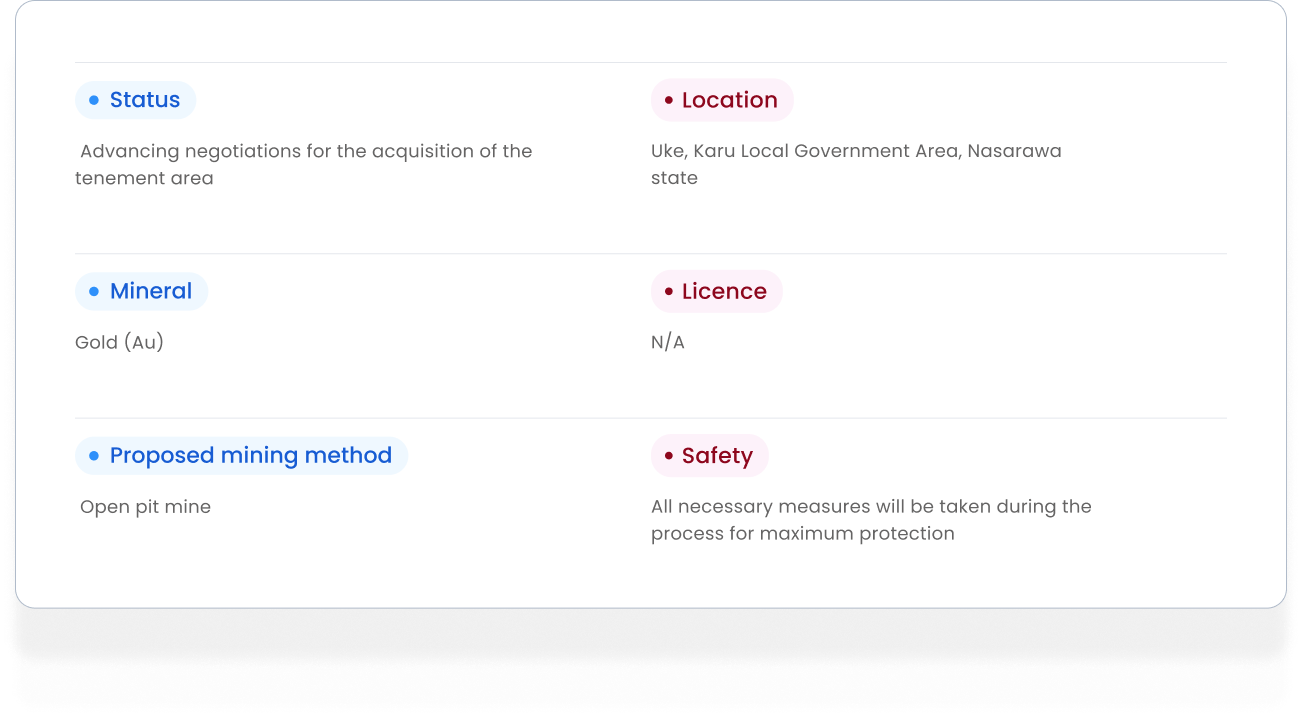 Status
Location
Advancing negotiations for the acquisition of the
tenement area
Uke, Karu Local Government Area, Nasarawa
state
Mineral
Licence
Gold (Au)
N/A
Proposed mining method
Safety
Open pit mine
All necessary measures will be taken during the
process for maximum protection